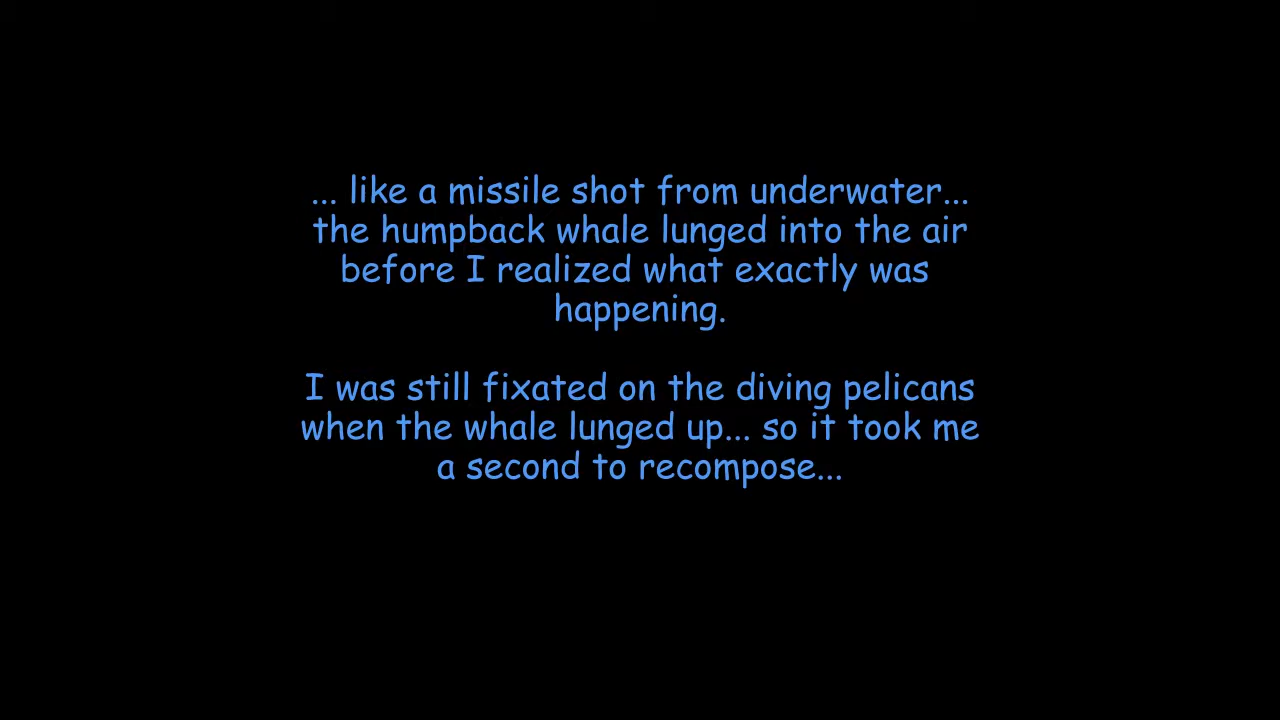 ... like a missile shot from underwater...
the humpback whale lunged into the air
before I realized what exactly was
happening.
I was still fixated on the diving pelicans
when the whale lunged up... so it took me
a second to recompose...